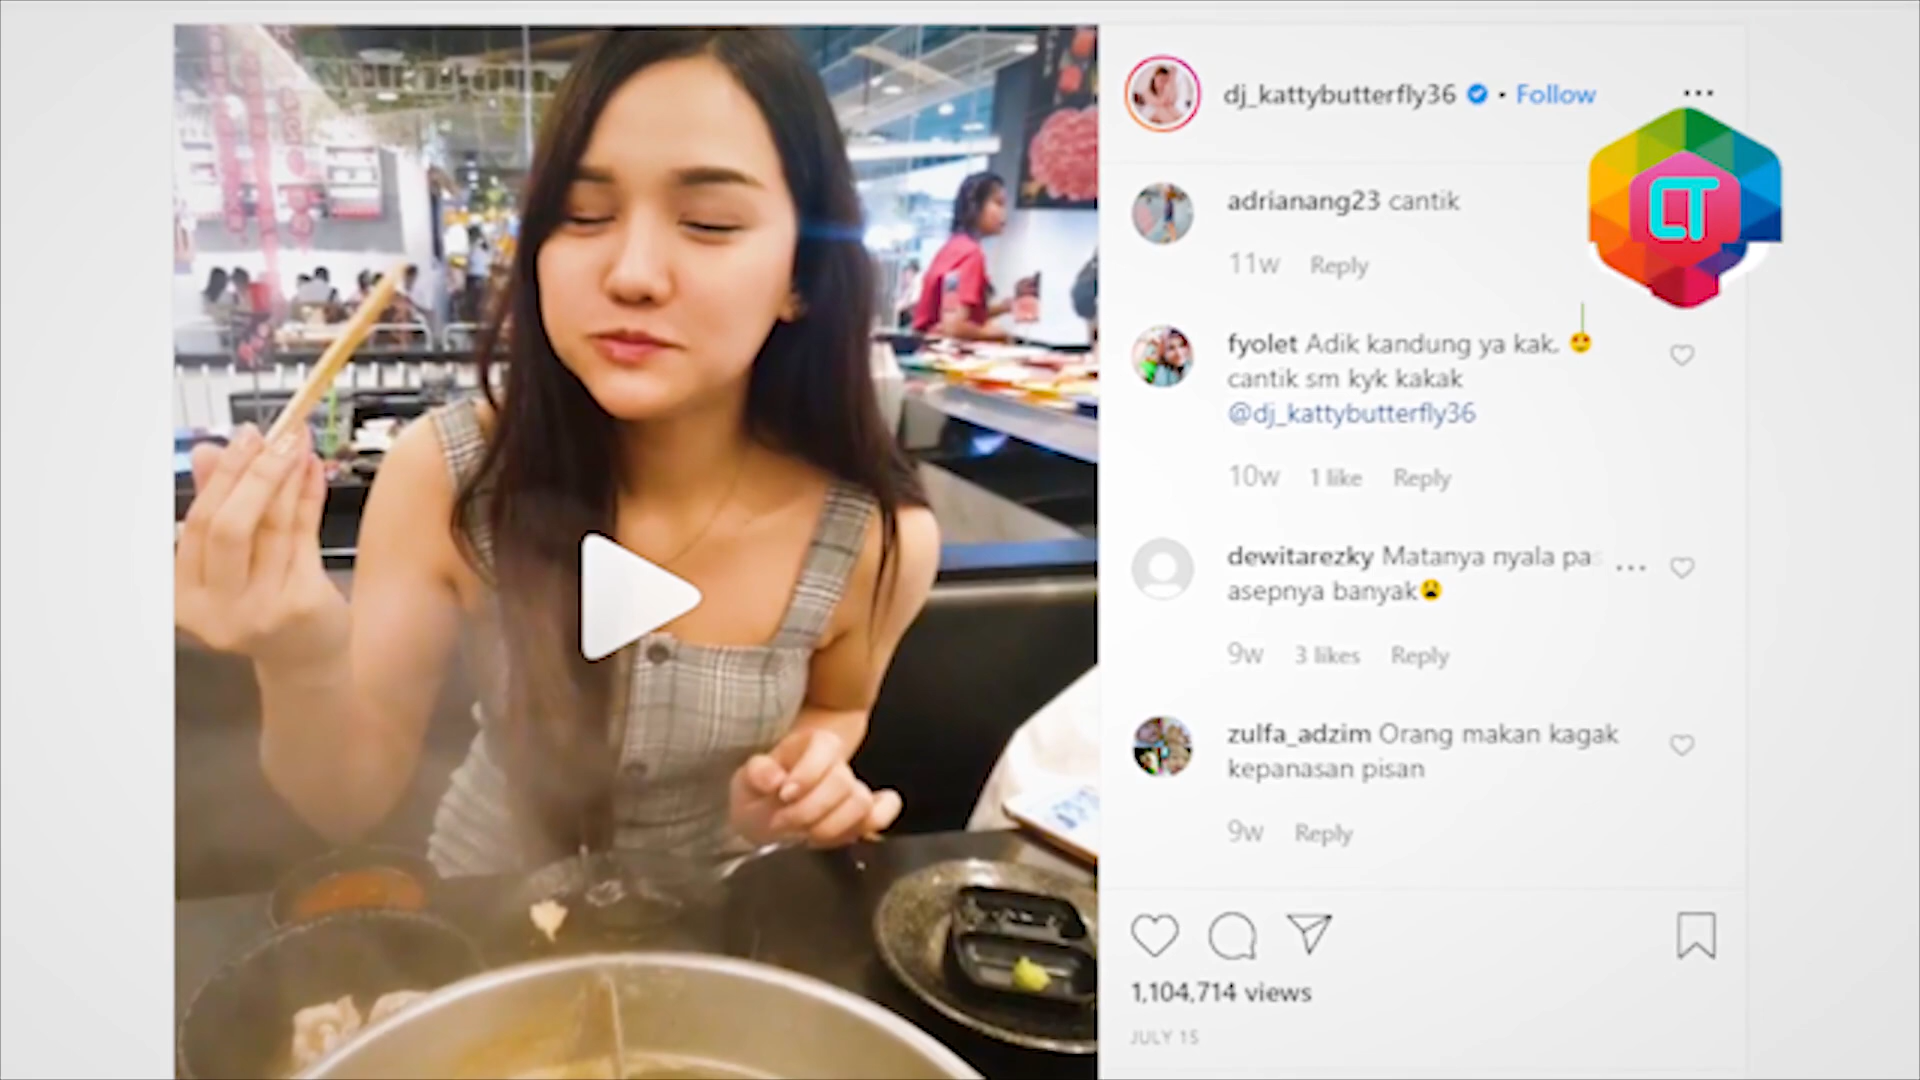 dj_kattybutterfly36 • Follow
adrianang23 cantik
11w Reply
fyolet Adik kandung ya kak.
cantik sm kyk kakak
@dj_kattybutterfly36
10w 1 like Reply
dewitarezky Matanya nyala pas
asepnya banyak
9w 3 likes Reply
zulfa_adzim Orang makan kagak
kepanasan pisan
9w Reply
1,104,714 views
JULY 15
CT